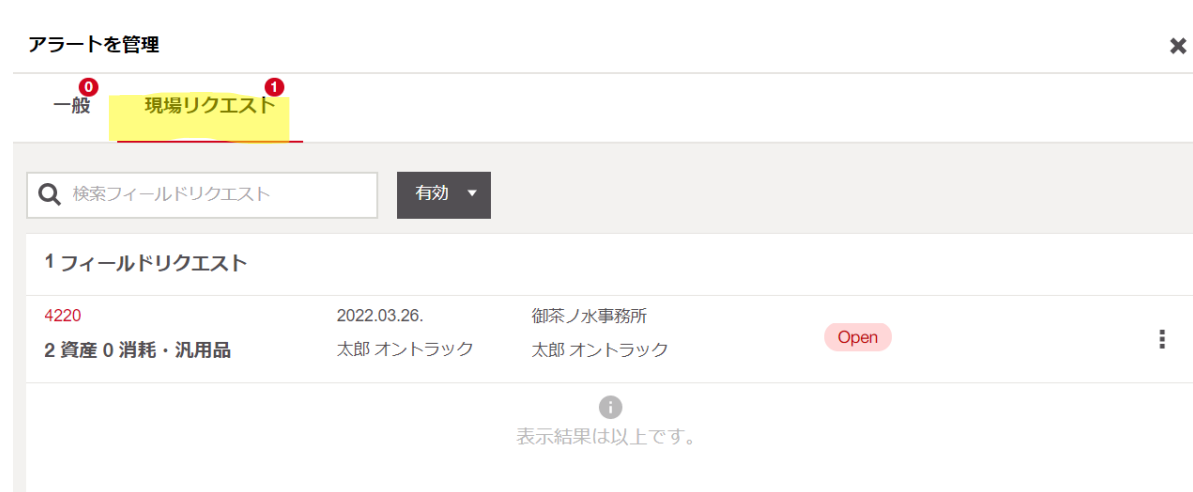 アラートを管理
0 1
一般 現場リクエスト
検索フィールドリクエスト 有効
1 フィールドリクエスト
4220 2022.03.26. 御茶ノ水事務所
2 資産 0 消耗・汎用品 太郎 オントラック 太郎 オントラック Open
表示結果は以上です。